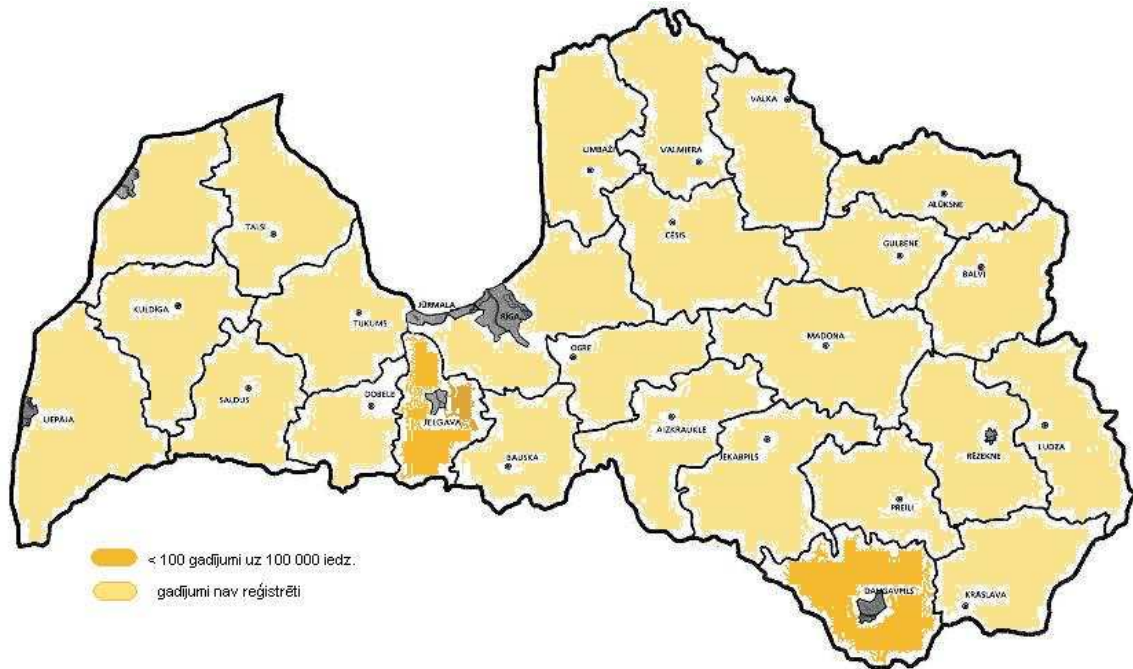 VALKA
LIMBAŽI
VALMIERA
ALŪKSNE
CĒSIS
TALSI
GULBENE
BALVI
JŪRMALA
KULDĪGA
RĪGA
TUKUMS
MADONA
OGRE
SALDUS
DOBELE
LIEPĀJA
JELGAVA
AIZKRAUKLE
JĒKABPILS
LUDZA
RĒZEKNE
BAUSKA
PREIĻI
< 100 gadījumi uz 100 000 iedz.
gadījumi nav reģistrēti
DAUGAVPILS
KRĀSLAVA